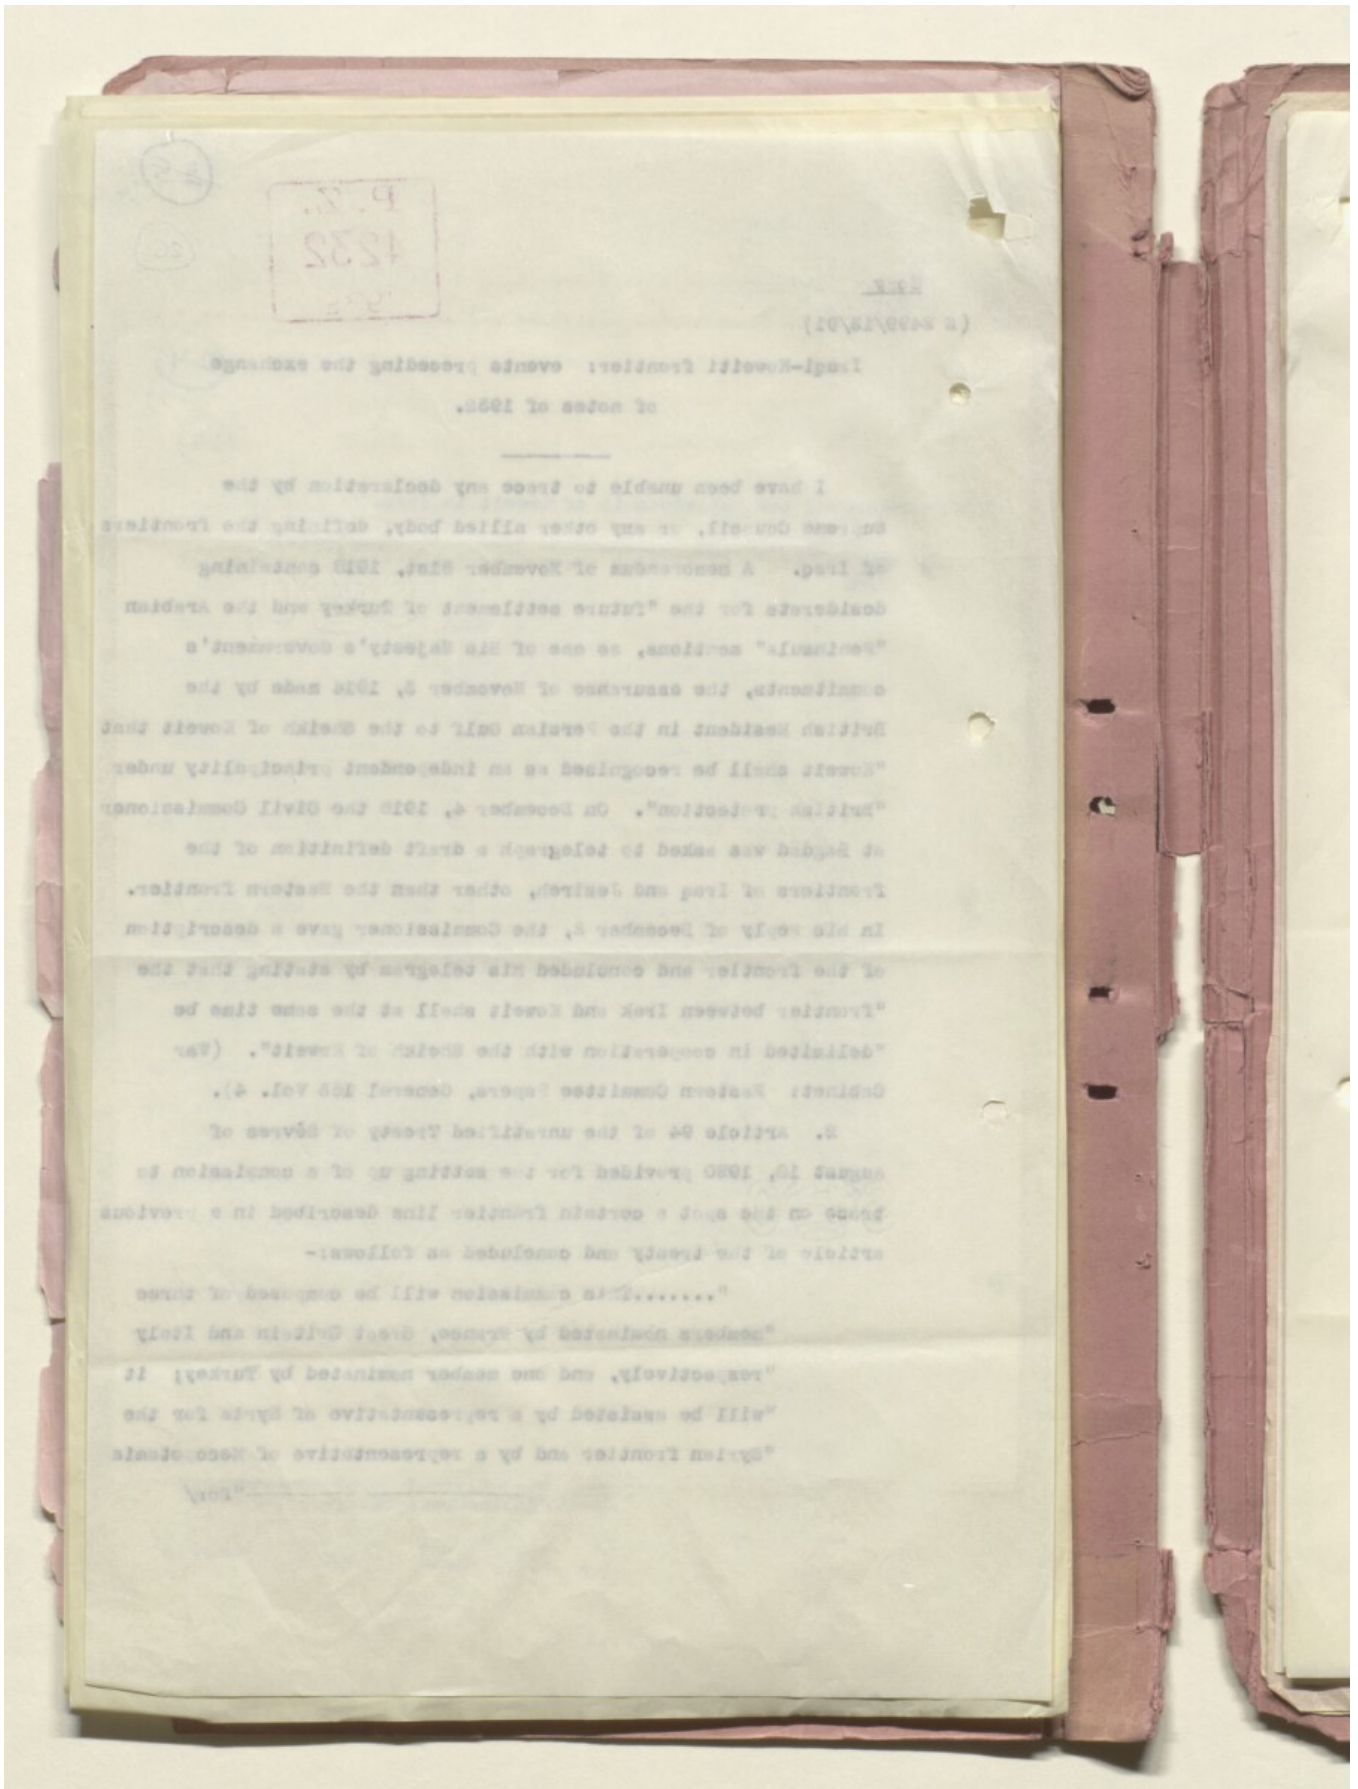 P. Z.
4232
COPY
(E 2499/12/91)
Iraqi-Koweiti frontier: events preceding the exchange
of notes of 1932.
I have been unable to trace any declaration by the
Supreme Council, or any other allied body, defining the frontiers
of Iraq. A memorandum of November 21st, 1918 containing
desiderata for the "future settlement of Turkey and the Arabian
"Peninsula" mentions, as one of His Majesty's Government's
commitments, the assurance of November 3, 1914 made by the
British Resident in the Persian Gulf to the Sheikh of Koweit that
"Koweit shall be recognised as an independent principality under
"British protection". On December 4, 1918 the Civil Commissioner
at Bagdad was asked to telegraph a draft definition of the
frontiers of Iraq and Jezireh, other than the Eastern frontier.
In his reply of December, the Commissioner gave a description
of the frontier and concluded his telegram by stating that the
"frontier between Irak and Koweit shall at the same time be
"delimited in cooperation with the Sheikh of Koweit". (War
Cabinet: Eastern Committee Papers, General Vol. 4).
2. Article 94 of the unratified Treaty of Sèvres of
August 10, 1920 provided for the setting up of a commission to
trace on the spot a certain frontier line described in a previous
article of the treaty and concluded as follows:-
".......This commission will be composed of three
"members nominated by France, Great Britain and Italy
"respectively, and one member nominated by Turkey; it
"will be assisted by a representative of Syria for the
"Syrian frontier and by a representative of Mesopotamia
"for/